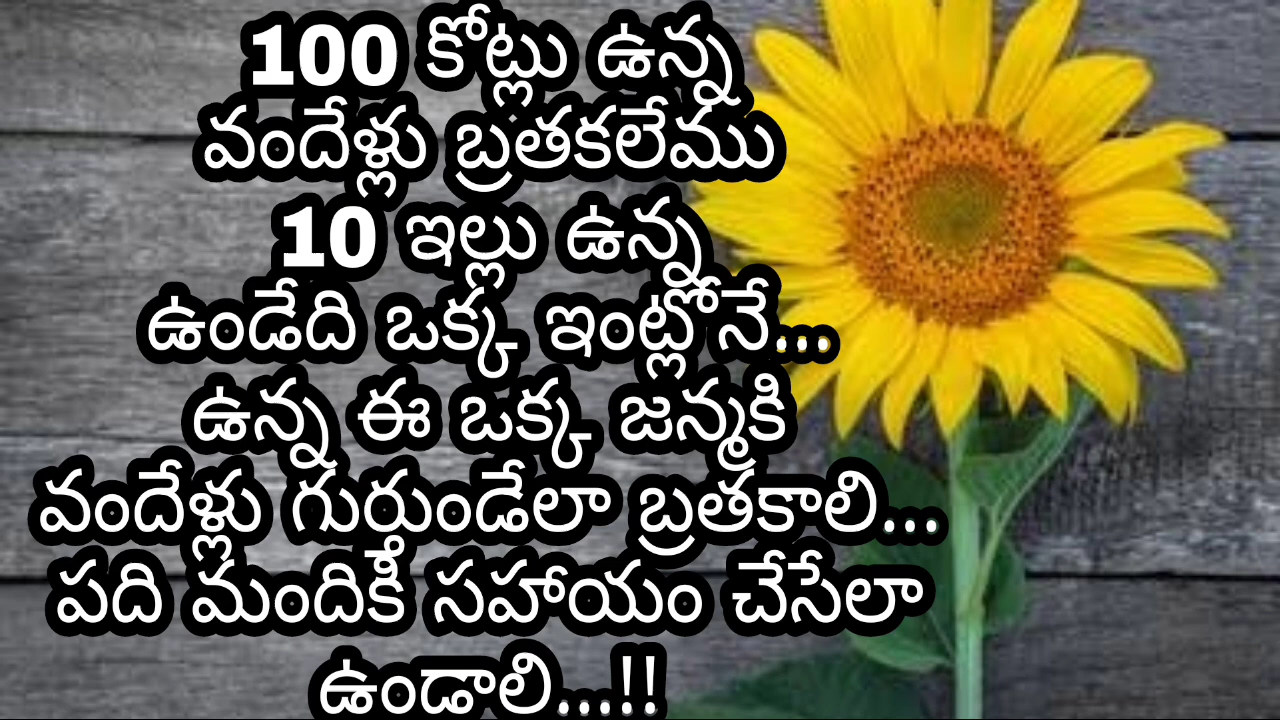 100 కోట్లు ఉన్న
వందేళ్లు బ్రతకలేము
10 ఇల్లు ఉన్న
ఉండేది ఒక్క ఇంట్లోనే...
ఉన్న ఈ ఒక్క జన్మకి
వందేళ్లు గుర్తుండేలా బ్రతకాలి...
పది మందికి సహాయం చేసేలా
ఉండాలి...!!